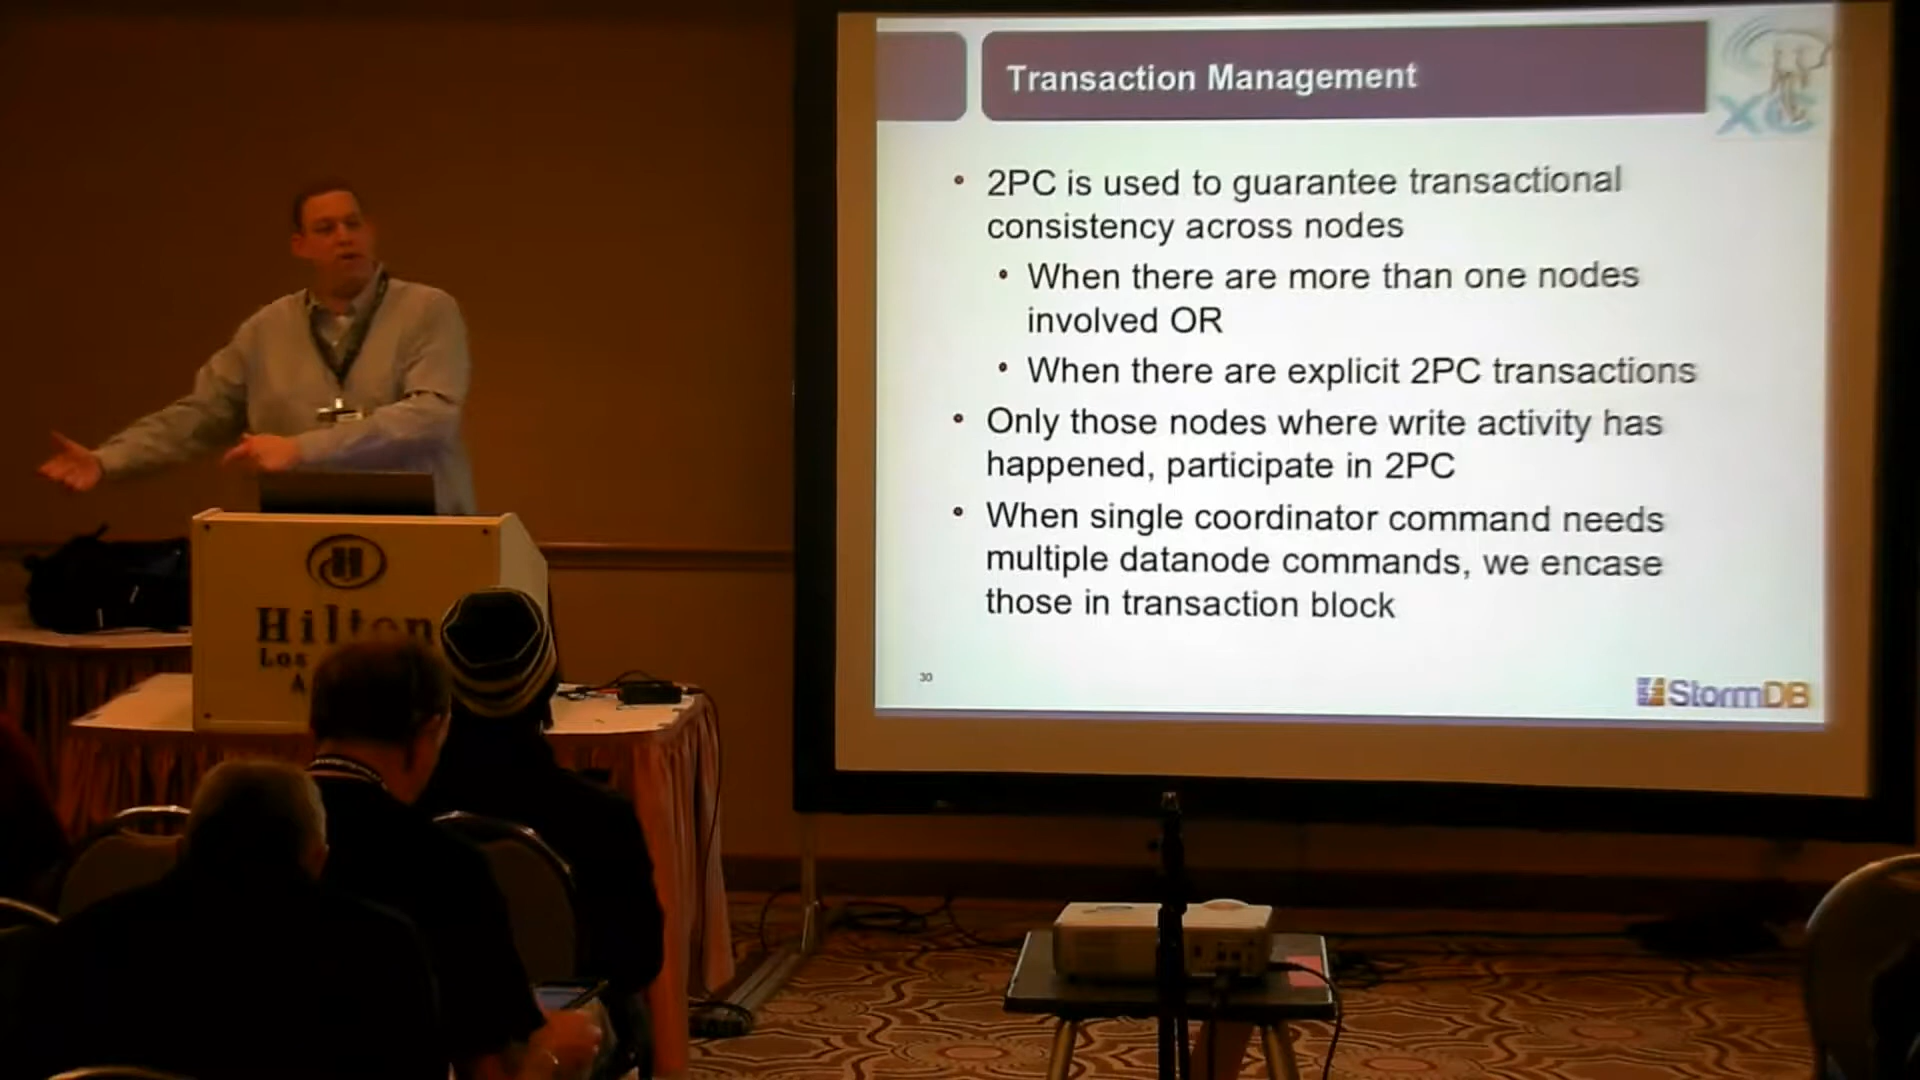 Transaction Management
XC
• 2PC is used to guarantee transactional
consistency across nodes
• When there are more than one nodes
involved OR
• When there are explicit 2PC transactions
• Only those nodes where write activity has
happened, participate in 2PC
• When single coordinator command needs
multiple datanode commands, we encase
those in transaction block
30
StormDB
Hilton
Los
A